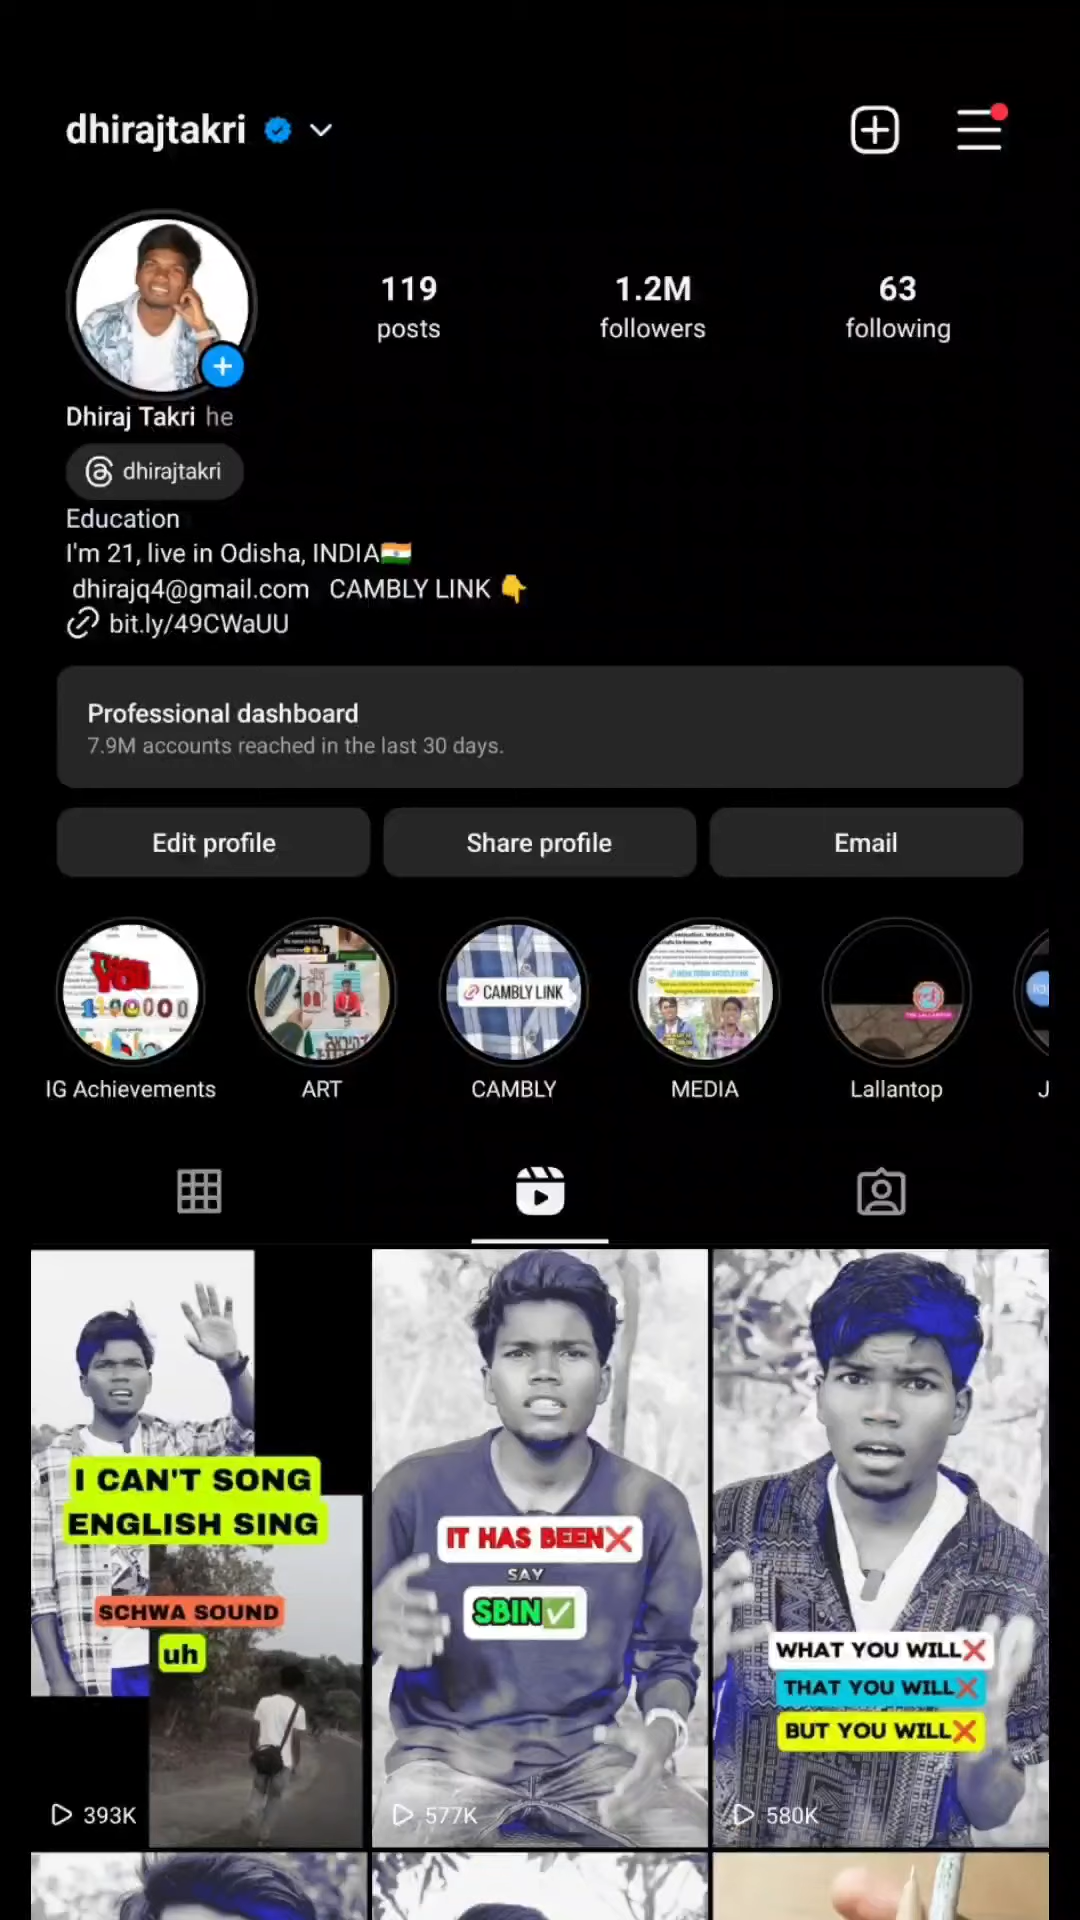 dhirajtakri
119
posts
1.2M
followers
63
following
Dhiraj Takri he
dhirajtakri
Education
I'm 21, live in Odisha, INDIA🇮🇳
dhirajq4@gmail.com CAMBLY LINK 👇
bit.ly/49CWaUU
Professional dashboard
7.9M accounts reached in the last 30 days.
Edit profile
Share profile
Email
CAMBLY LINK
IG Achievements
ART
CAMBLY
MEDIA
Lallantop
J
I CAN'T SONG
ENGLISH SING
SCHWA SOUND
uh
393K
IT HAS BEEN❌
SAY
SBIN✅
577K
WHAT YOU WILL❌
THAT YOU WILL❌
BUT YOU WILL❌
580K